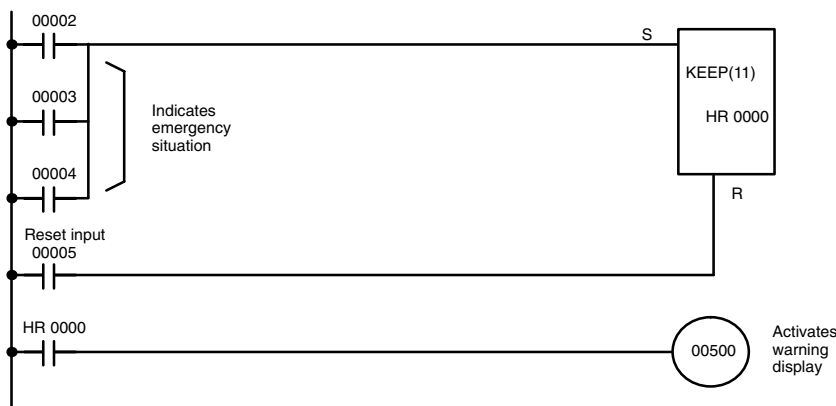 00002
S
KEEP(11)
HR 0000
00003
Indicates
emergency
situation
00004
R
Reset input
00005
HR 0000
00500
Activates
warning
display